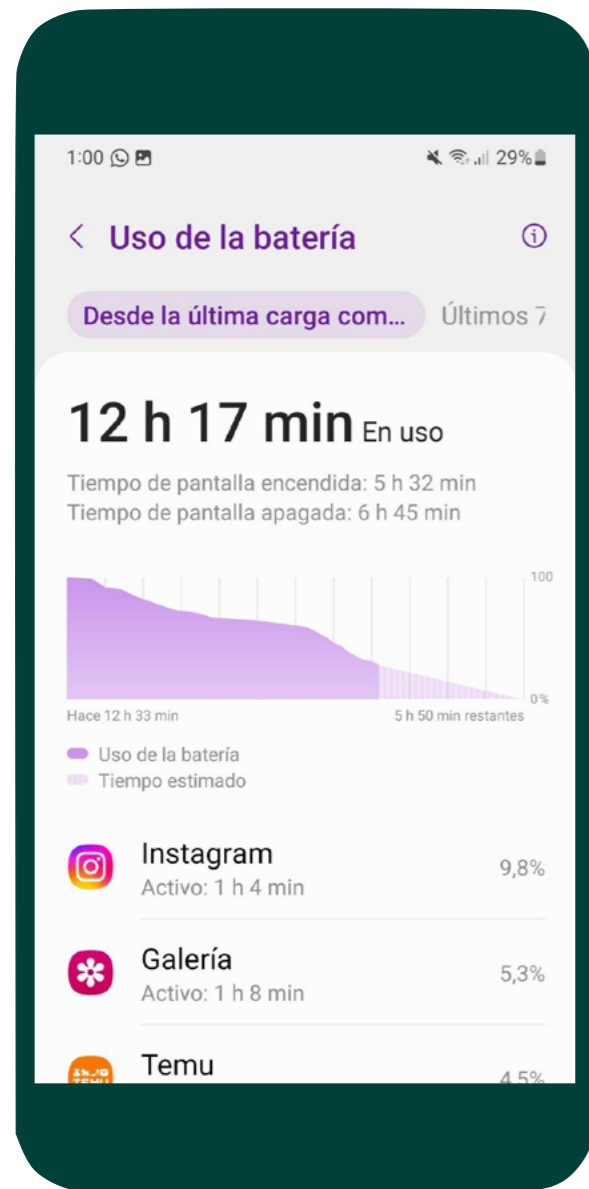 1:00 29%
Uso de la batería
Desde la última carga com... Últimos 7
12 h 17 min En uso
Tiempo de pantalla encendida: 5 h 32 min
Tiempo de pantalla apagada: 6 h 45 min
100
0%
Hace 12 h 33 min 5 h 50 min restantes
Uso de la batería
Tiempo estimado
Instagram
Activo: 1 h 4 min
9,8%
Galería
Activo: 1 h 8 min
5,3%
Temu
4,5%